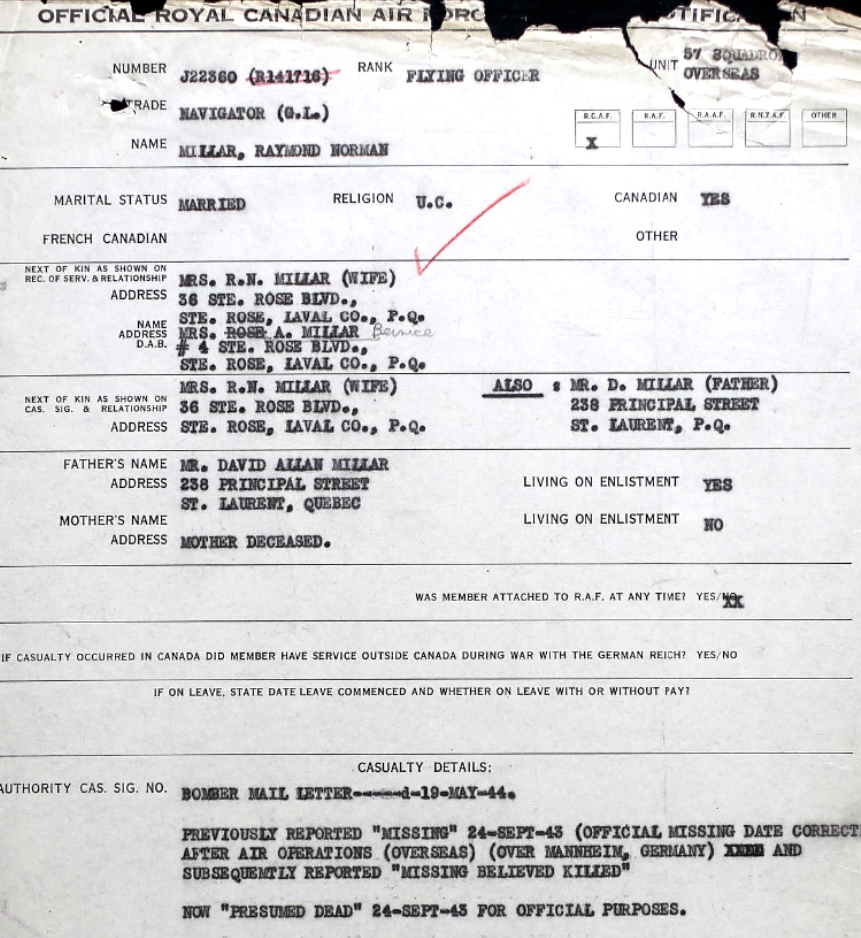 OFFICIAL ROYAL CANADIAN AIR
NUMBER J22360 (R141716) RANK FLYING OFFICER UNIT 57 SQUADRON
OVERSEAS
TRADE NAVIGATOR (G.L.)
R.C.A.F. R.A.F. R.A.A.F. R.N.Z.A.F. OTHER
X
NAME MILLAR, RAYMOND NORMAN
MARITAL STATUS MARRIED RELIGION U.C. CANADIAN YES
FRENCH CANADIAN OTHER
NEXT OF KIN AS SHOWN ON
REC. OF SERV. & RELATIONSHIP MRS. R.N. MILLAR (WIFE)
ADDRESS 36 STE. ROSE BLVD.,
STE. ROSE, LAVAL CO., P.Q.
NAME MRS. ROSE A. MILLAR Bernice
ADDRESS
D.A.B. # 4 STE. ROSE BLVD.,
STE. ROSE, LAVAL CO., P.Q.
MRS. R.N. MILLAR (WIFE) ALSO : MR. D. MILLAR (FATHER)
NEXT OF KIN AS SHOWN ON
CAS. SIG. & RELATIONSHIP 36 STE. ROSE BLVD., 238 PRINCIPAL STREET
ADDRESS STE. ROSE, LAVAL CO., P.Q. ST. LAURENT, P.Q.
FATHER'S NAME MR. DAVID ALLAN MILLAR
ADDRESS 238 PRINCIPAL STREET LIVING ON ENLISTMENT YES
ST. LAURENT, QUEBEC
MOTHER'S NAME LIVING ON ENLISTMENT NO
ADDRESS MOTHER DECEASED.
WAS MEMBER ATTACHED TO R.A.F. AT ANY TIME? YES/NO XX
IF CASUALTY OCCURRED IN CANADA DID MEMBER HAVE SERVICE OUTSIDE CANADA DURING WAR WITH THE GERMAN REICH? YES/NO
IF ON LEAVE, STATE DATE LEAVE COMMENCED AND WHETHER ON LEAVE WITH OR WITHOUT PAY?
CASUALTY DETAILS:
AUTHORITY CAS. SIG. NO. BOMBER MAIL LETTER-----d-19-MAY-44.
PREVIOUSLY REPORTED "MISSING" 24-SEPT-43 (OFFICIAL MISSING DATE CORRECT
AFTER AIR OPERATIONS (OVERSEAS) (OVER MANNHEIM, GERMANY) XXXX AND
SUBSEQUENTLY REPORTED "MISSING BELIEVED KILLED"
NOW "PRESUMED DEAD" 24-SEPT-43 FOR OFFICIAL PURPOSES.